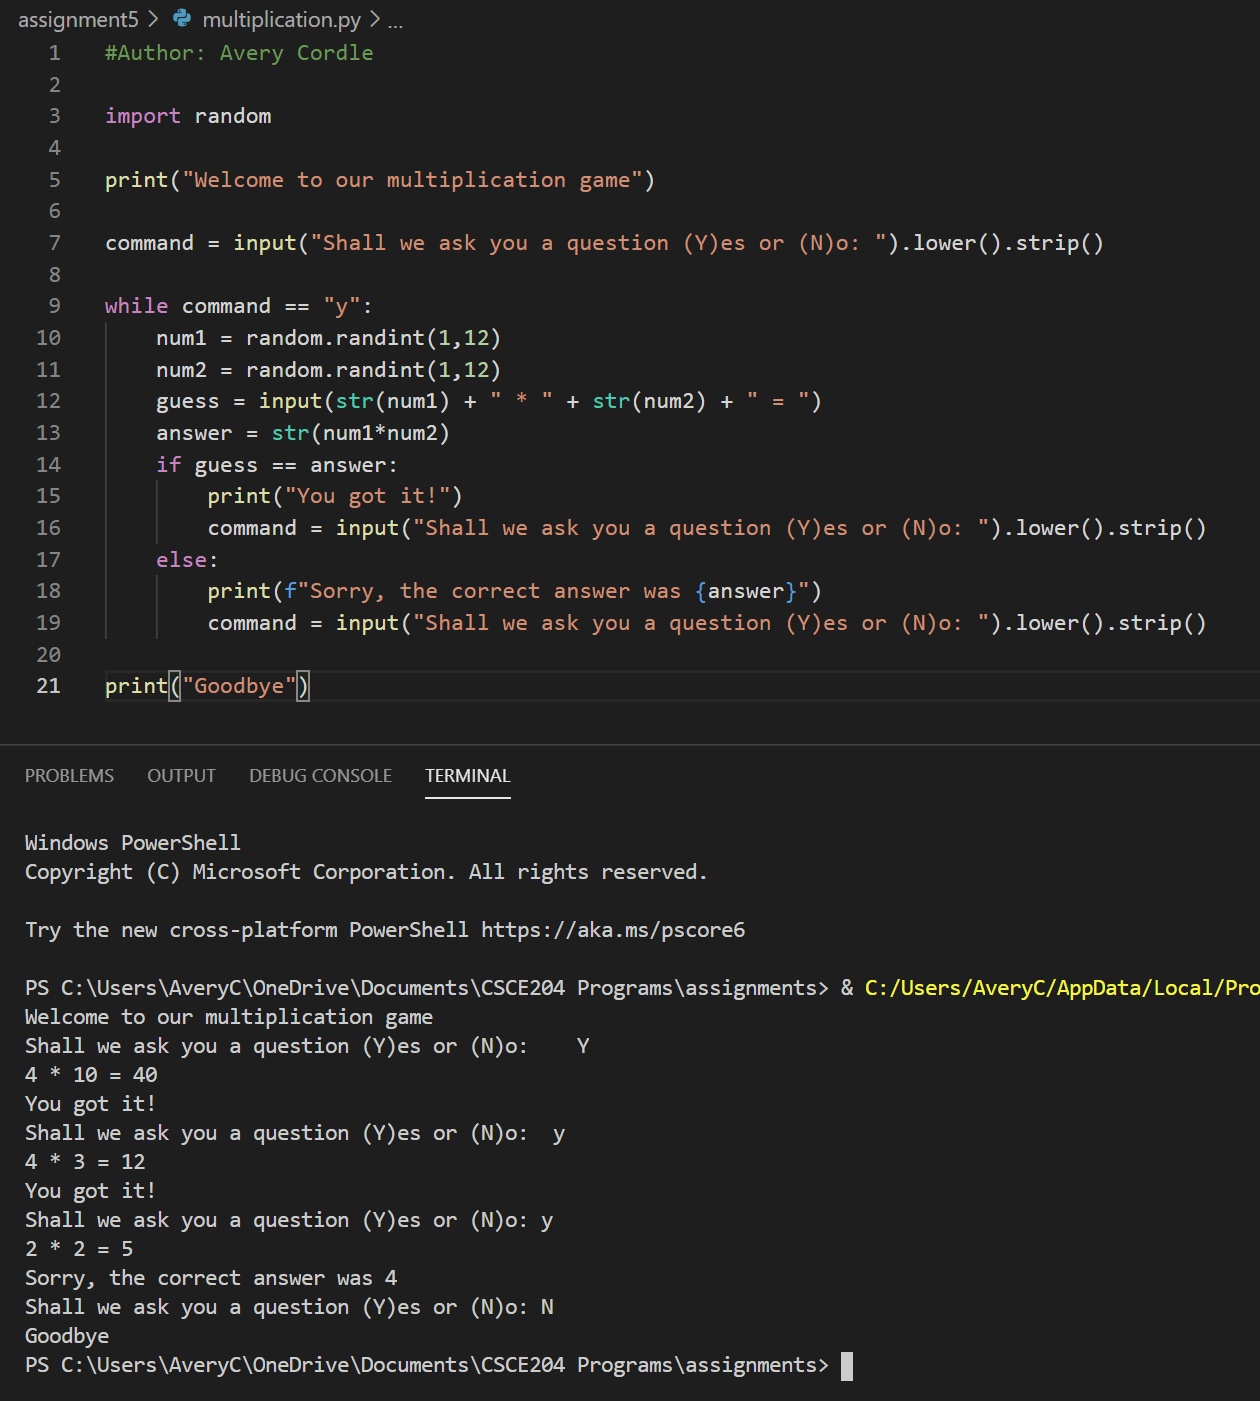 assignment5 > multiplication.py > ...
1 #Author: Avery Cordle
2
3 import random
4
5 print("Welcome to our multiplication game")
6
7 command = input("Shall we ask you a question (Y)es or (N)o: ").lower().strip()
8
9 while command == "y":
10     num1 = random.randint(1,12)
11     num2 = random.randint(1,12)
12     guess = input(str(num1) + " * " + str(num2) + " = ")
13     answer = str(num1*num2)
14     if guess == answer:
15         print("You got it!")
16         command = input("Shall we ask you a question (Y)es or (N)o: ").lower().strip()
17     else:
18         print(f"Sorry, the correct answer was {answer}")
19         command = input("Shall we ask you a question (Y)es or (N)o: ").lower().strip()
20
21 print("Goodbye")
PROBLEMS OUTPUT DEBUG CONSOLE TERMINAL
Windows PowerShell
Copyright (C) Microsoft Corporation. All rights reserved.
Try the new cross-platform PowerShell https://aka.ms/pscore6
PS C:\Users\AveryC\OneDrive\Documents\CSCE204 Programs\assignments> & C:/Users/AveryC/AppData/Local/Pro
Welcome to our multiplication game
Shall we ask you a question (Y)es or (N)o:    Y
4 * 10 = 40
You got it!
Shall we ask you a question (Y)es or (N)o:  y
4 * 3 = 12
You got it!
Shall we ask you a question (Y)es or (N)o: y
2 * 2 = 5
Sorry, the correct answer was 4
Shall we ask you a question (Y)es or (N)o: N
Goodbye
PS C:\Users\AveryC\OneDrive\Documents\CSCE204 Programs\assignments>